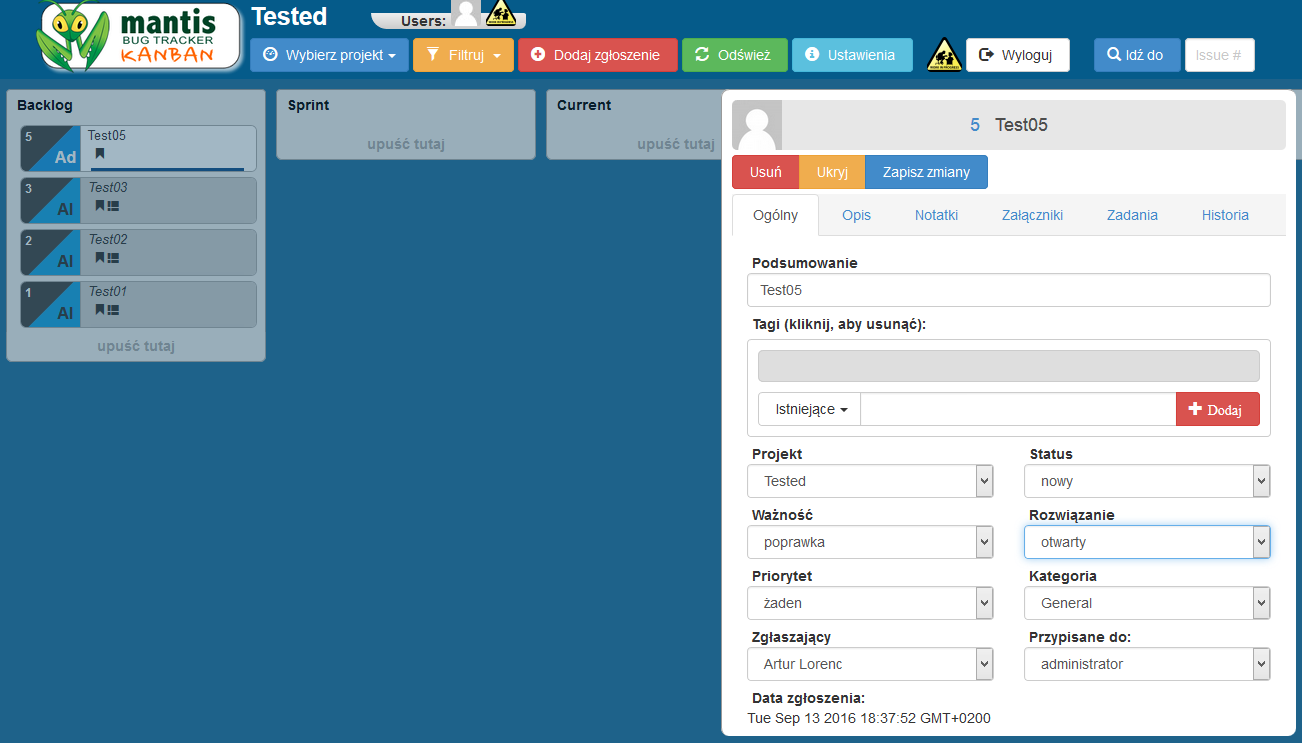 mantis
BUG TRACKER
KANBAN
Tested
Users:
Wybierz projekt
Filtruj
Dodaj zgłoszenie
Odśwież
Ustawienia
Wyloguj
Idź do
Issue #
Backlog
5
Test05
Ad
3
Test03
Al
2
Test02
Al
1
Test01
Al
upuść tutaj
Sprint
upuść tutaj
Current
upuść tutaj
5 Test05
Usuń Ukryj Zapisz zmiany
Ogólny Opis Notatki Załączniki Zadania Historia
Podsumowanie
Test05
Tagi (kliknij, aby usunąć):
Istniejące
Dodaj
Projekt Status
Tested nowy
Ważność Rozwiązanie
poprawka otwarty
Priorytet Kategoria
żaden General
Zgłaszający Przypisane do:
Artur Lorenc administrator
Data zgłoszenia:
Tue Sep 13 2016 18:37:52 GMT+0200